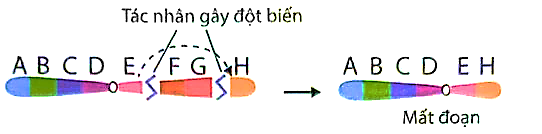 Tác nhân gây đột biến
A B C D E F G H
A B C D E H
Mất đoạn